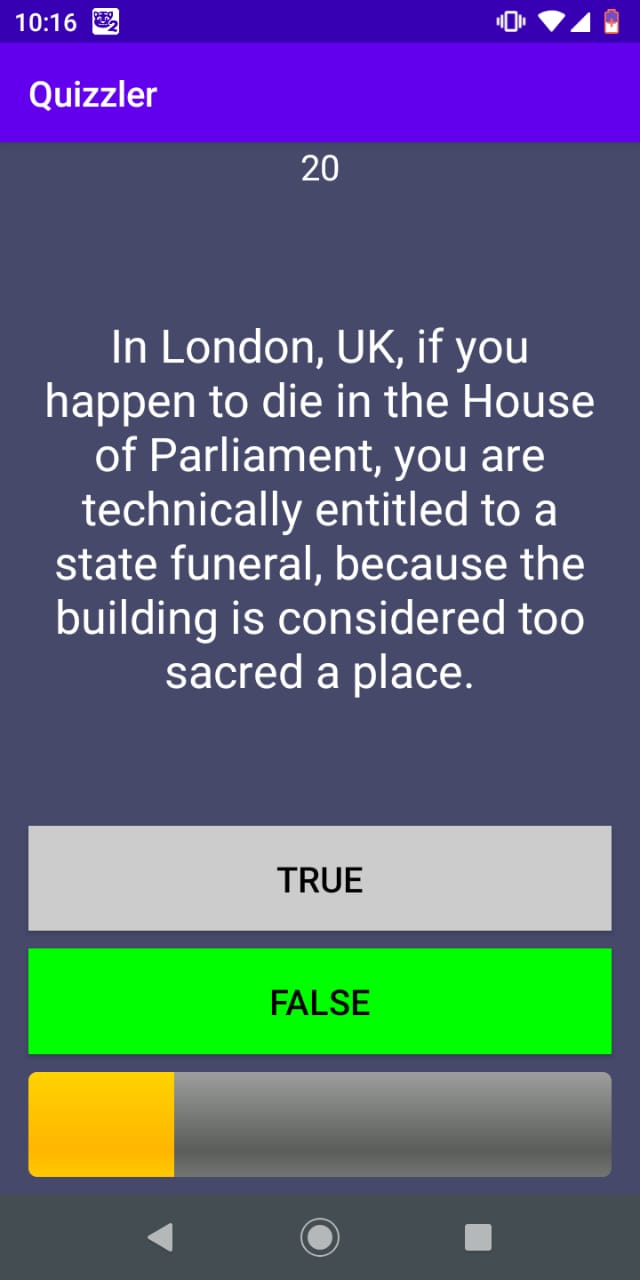 10:16
Quizzler
20
In London, UK, if you
happen to die in the House
of Parliament, you are
technically entitled to a
state funeral, because the
building is considered too
sacred a place.
TRUE
FALSE